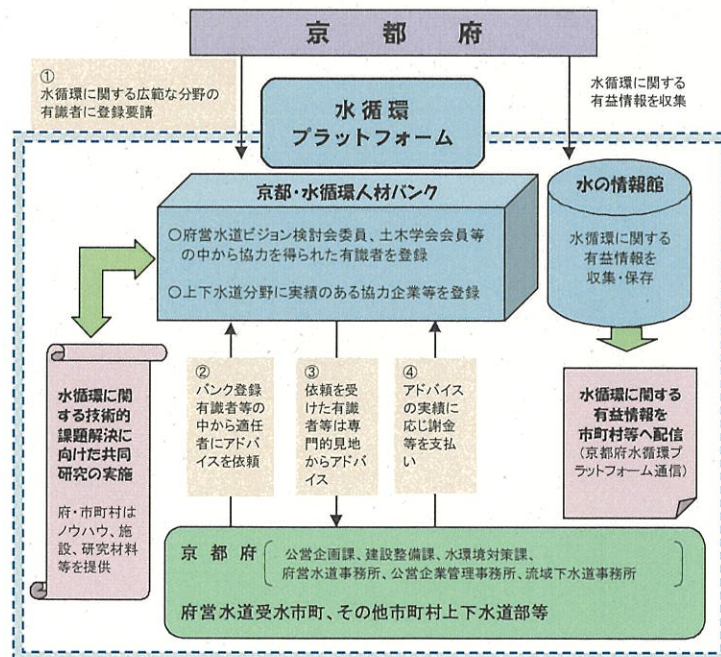 京都府
①
水循環に関する広範な分野の
有識者に登録要請
水循環に関する
有益情報を収集
水循環
プラットフォーム
京都・水循環人材バンク
○府営水道ビジョン検討会委員、土木学会会員等
の中から協力を得られた有識者を登録
○上下水道分野に実績のある協力企業等を登録
水の情報館
水循環に関する
有益情報を
収集・保存
水循環に関
する技術的
課題解決に
向けた共同
研究の実施
府・市町村は
ノウハウ、施
設、研究材料
等を提供
②
バンク登録
有識者等の
中から適任
者にアドバ
イスを依頼
③
依頼を受
けた有識
者等は専
門的見地
からアドバ
イス
④
アドバイス
の実績に
応じ謝金
等を支払
い
水循環に関する
有益情報を
市町村等へ配信
(京都府水循環プ
ラットフォーム通信)
京都府
公営企画課、建設整備課、水環境対策課、
府営水道事務所、公営企業管理事務所、流域下水道事務所
府営水道受水市町、その他市町村上下水道部等